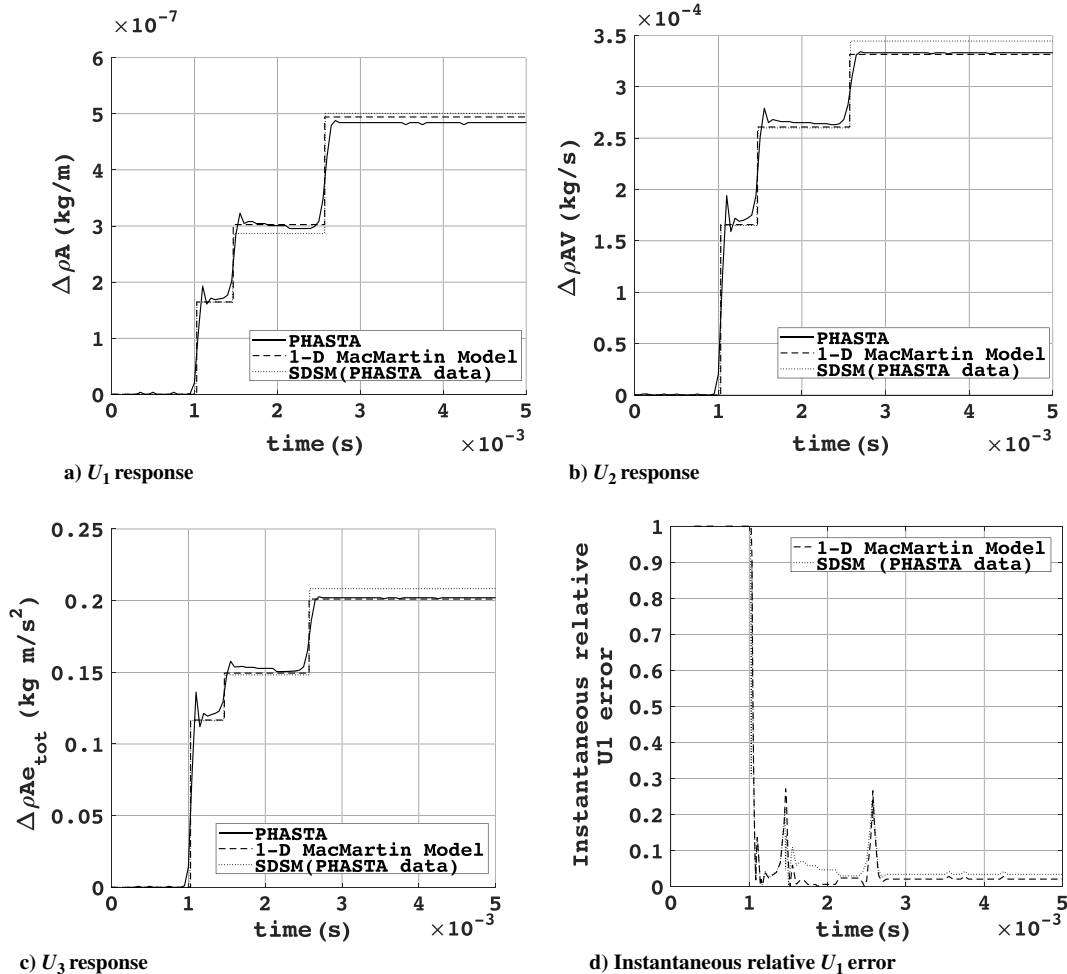 ×10⁻⁷
6
5
4
3
2
1
0
ΔρA (kg/m)
PHASTA
1-D MacMartin Model
SDSM(PHASTA data)
0 1 2 3 4 5
time(s)
×10⁻³
a) U₁ response
×10⁻⁴
3.5
3
2.5
2
1.5
1
0.5
0
ΔρAV (kg/s)
PHASTA
1-D MacMartin Model
SDSM(PHASTA data)
0 1 2 3 4 5
time(s)
×10⁻³
b) U₂ response
0.25
0.2
0.15
0.1
0.05
0
ΔρAeₜₒₜ (kg m/s²)
PHASTA
1-D MacMartin Model
SDSM(PHASTA data)
0 1 2 3 4 5
time(s)
×10⁻³
c) U₃ response
1
0.9
0.8
0.7
0.6
0.5
0.4
0.3
0.2
0.1
0
Instantaneous relative
U1 error
1-D MacMartin Model
SDSM (PHASTA data)
0 1 2 3 4 5
time(s)
×10⁻³
d) Instantaneous relative U₁ error